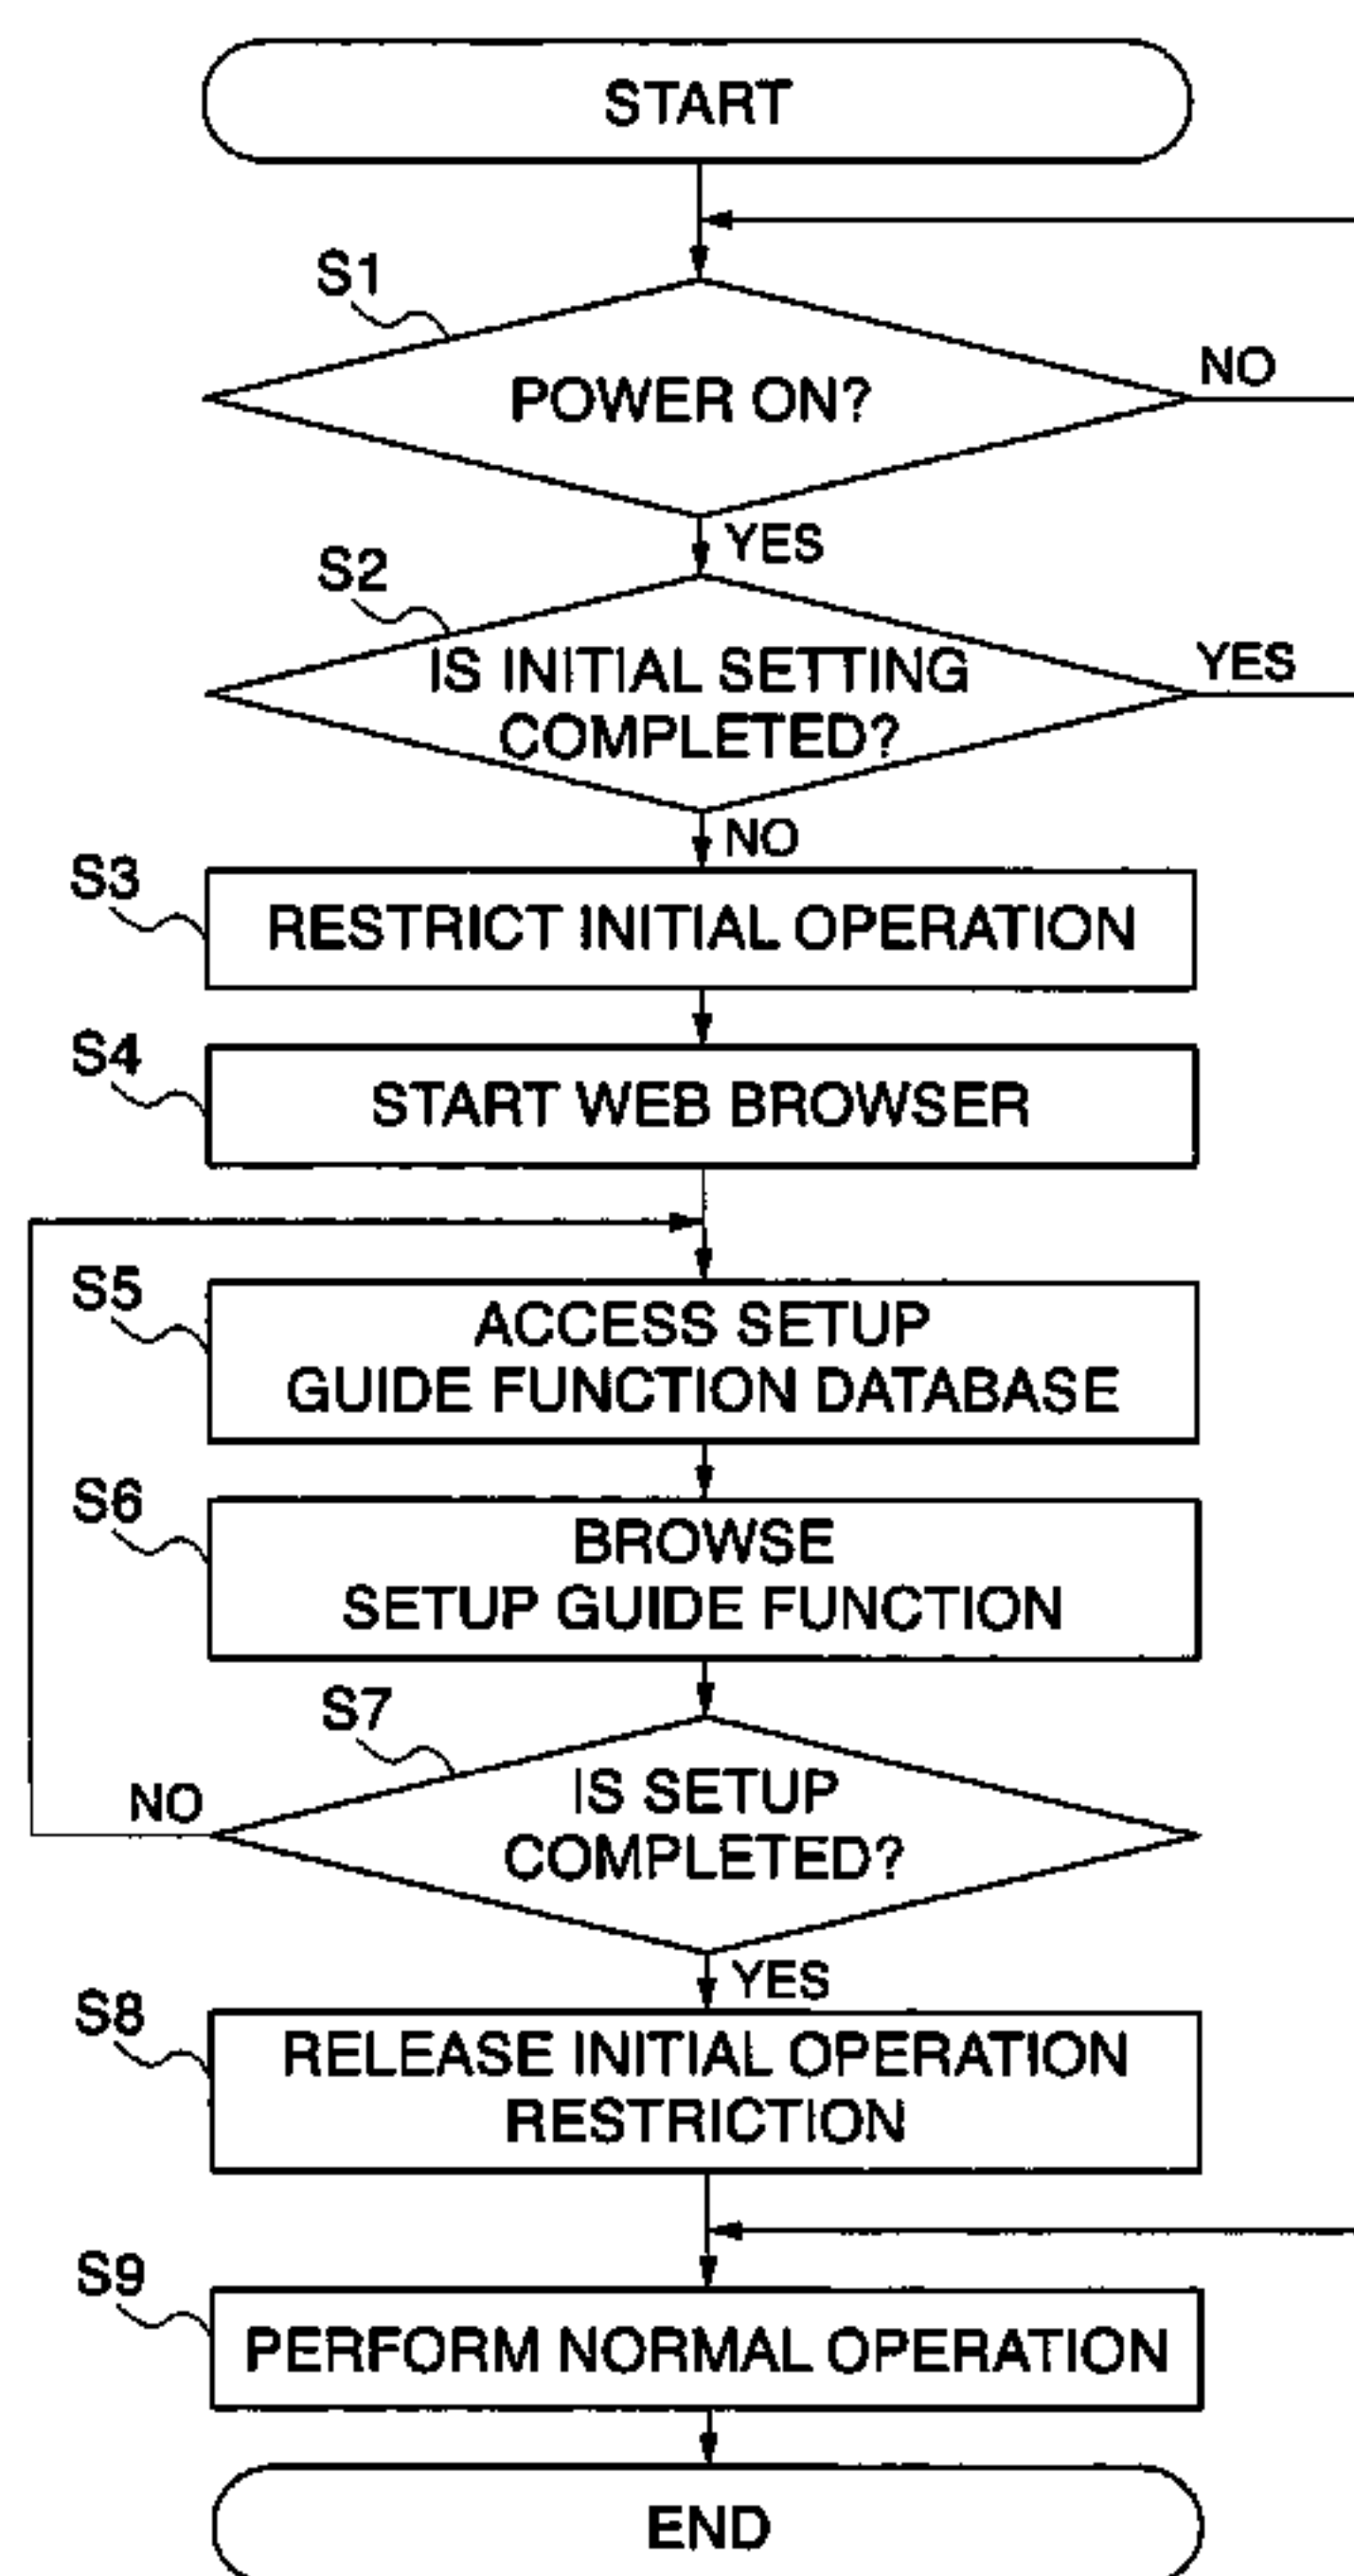 START
S1
POWER ON?
NO
YES
S2
IS INITIAL SETTING
COMPLETED?
YES
NO
S3
RESTRICT INITIAL OPERATION
S4
START WEB BROWSER
S5
ACCESS SETUP
GUIDE FUNCTION DATABASE
S6
BROWSE
SETUP GUIDE FUNCTION
S7
IS SETUP
COMPLETED?
NO
YES
S8
RELEASE INITIAL OPERATION
RESTRICTION
S9
PERFORM NORMAL OPERATION
END